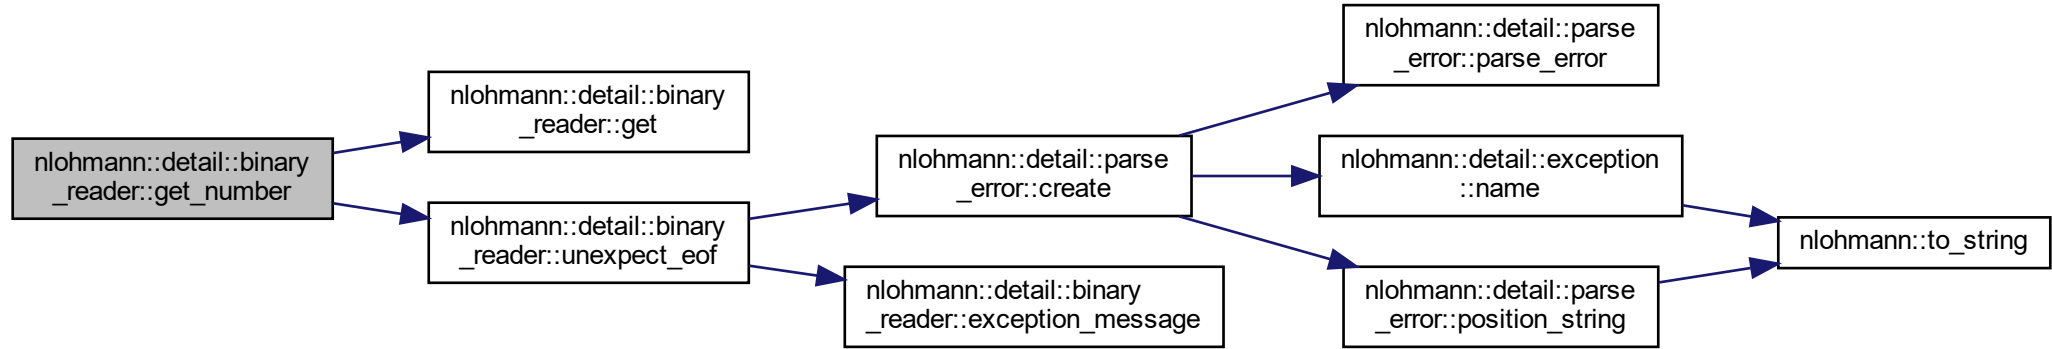 nlohmann::detail::binary
_reader::get_number
nlohmann::detail::binary
_reader::get
nlohmann::detail::binary
_reader::unexpect_eof
nlohmann::detail::parse
_error::create
nlohmann::detail::binary
_reader::exception_message
nlohmann::detail::parse
_error::parse_error
nlohmann::detail::exception
::name
nlohmann::detail::parse
_error::position_string
nlohmann::to_string